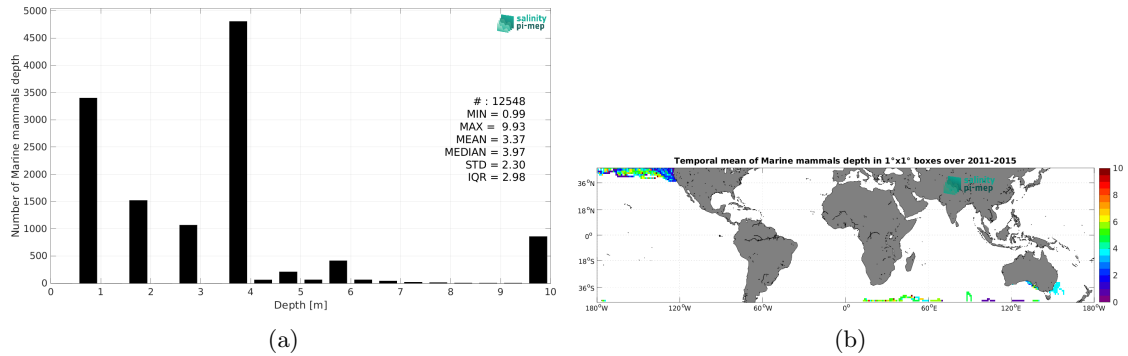 5000
4500
4000
3500
3000
2500
2000
1500
1000
500
0
Number of Marine mammals depth
salinity
pi-mep
# : 12548
MIN = 0.99
MAX = 9.93
MEAN = 3.37
MEDIAN = 3.97
STD = 2.30
IQR = 2.98
0 1 2 3 4 5 6 7 8 9 10
Depth [m]
(a)
Temporal mean of Marine mammals depth in 1°x1° boxes over 2011-2015
salinity
pi-mep
36°N
18°N
0°
18°S
36°S
180°W 120°W 60°W 0° 60°E 120°E 180°W
10
8
6
4
2
0
(b)